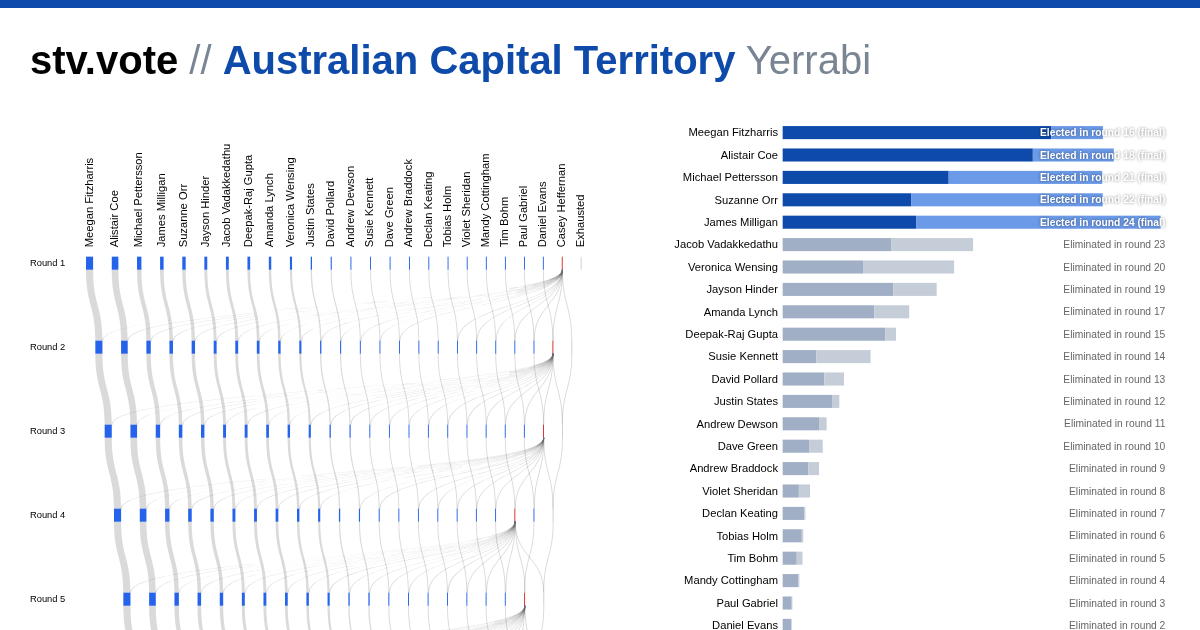 stv.vote // Australian Capital Territory Yerrabi
Meegan Fitzharris
Alistair Coe
Michael Pettersson
James Milligan
Suzanne Orr
Jayson Hinder
Jacob Vadakkedathu
Deepak-Raj Gupta
Amanda Lynch
Veronica Wensing
Justin States
David Pollard
Andrew Dewson
Susie Kennett
Dave Green
Andrew Braddock
Declan Keating
Tobias Holm
Violet Sheridan
Mandy Cottingham
Tim Bohm
Paul Gabriel
Daniel Evans
Casey Heffernan
Exhausted
Round 1
Round 2
Round 3
Round 4
Round 5
Meegan Fitzharris Elected in round 16 (final)
Alistair Coe Elected in round 18 (final)
Michael Pettersson Elected in round 21 (final)
Suzanne Orr Elected in round 22 (final)
James Milligan Elected in round 24 (final)
Jacob Vadakkedathu Eliminated in round 23
Veronica Wensing Eliminated in round 20
Jayson Hinder Eliminated in round 19
Amanda Lynch Eliminated in round 17
Deepak-Raj Gupta Eliminated in round 15
Susie Kennett Eliminated in round 14
David Pollard Eliminated in round 13
Justin States Eliminated in round 12
Andrew Dewson Eliminated in round 11
Dave Green Eliminated in round 10
Andrew Braddock Eliminated in round 9
Violet Sheridan Eliminated in round 8
Declan Keating Eliminated in round 7
Tobias Holm Eliminated in round 6
Tim Bohm Eliminated in round 5
Mandy Cottingham Eliminated in round 4
Paul Gabriel Eliminated in round 3
Daniel Evans Eliminated in round 2